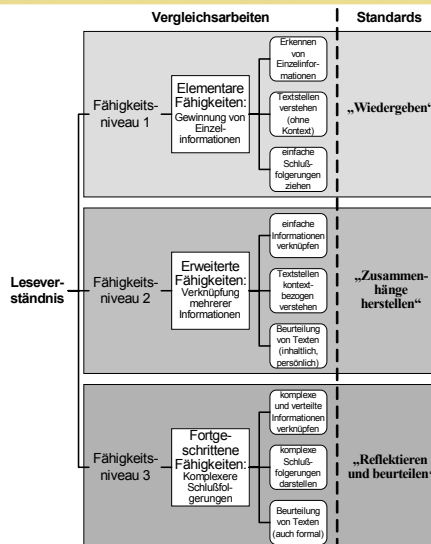 Vergleichsarbeiten
Standards
Lesever-
ständnis
Fähigkeits-
niveau 1
Elementare
Fähigkeiten:
Gewinnung von
Einzel-
informationen
Erkennen
von
Einzelinfor-
mationen
Textstellen
verstehen
(ohne
Kontext)
einfache
Schluß-
folgerungen
ziehen
„Wiedergeben“
Fähigkeits-
niveau 2
Erweiterte
Fähigkeiten:
Verknüpfung
mehrerer
Informationen
einfache
Informationen
verknüpfen
Textstellen
kontext-
bezogen
verstehen
Beurteilung
von Texten
(inhaltlich,
persönlich)
„Zusammen-
hänge
herstellen“
Fähigkeits-
niveau 3
Fortge-
schrittene
Fähigkeiten:
Komplexere
Schlußfol-
gerungen
komplexe
und verteilte
Informationen
verknüpfen
komplexe
Schluß-
folgerungen
darstellen
Beurteilung
von Texten
(auch formal)
„Reflektieren
und beurteilen“